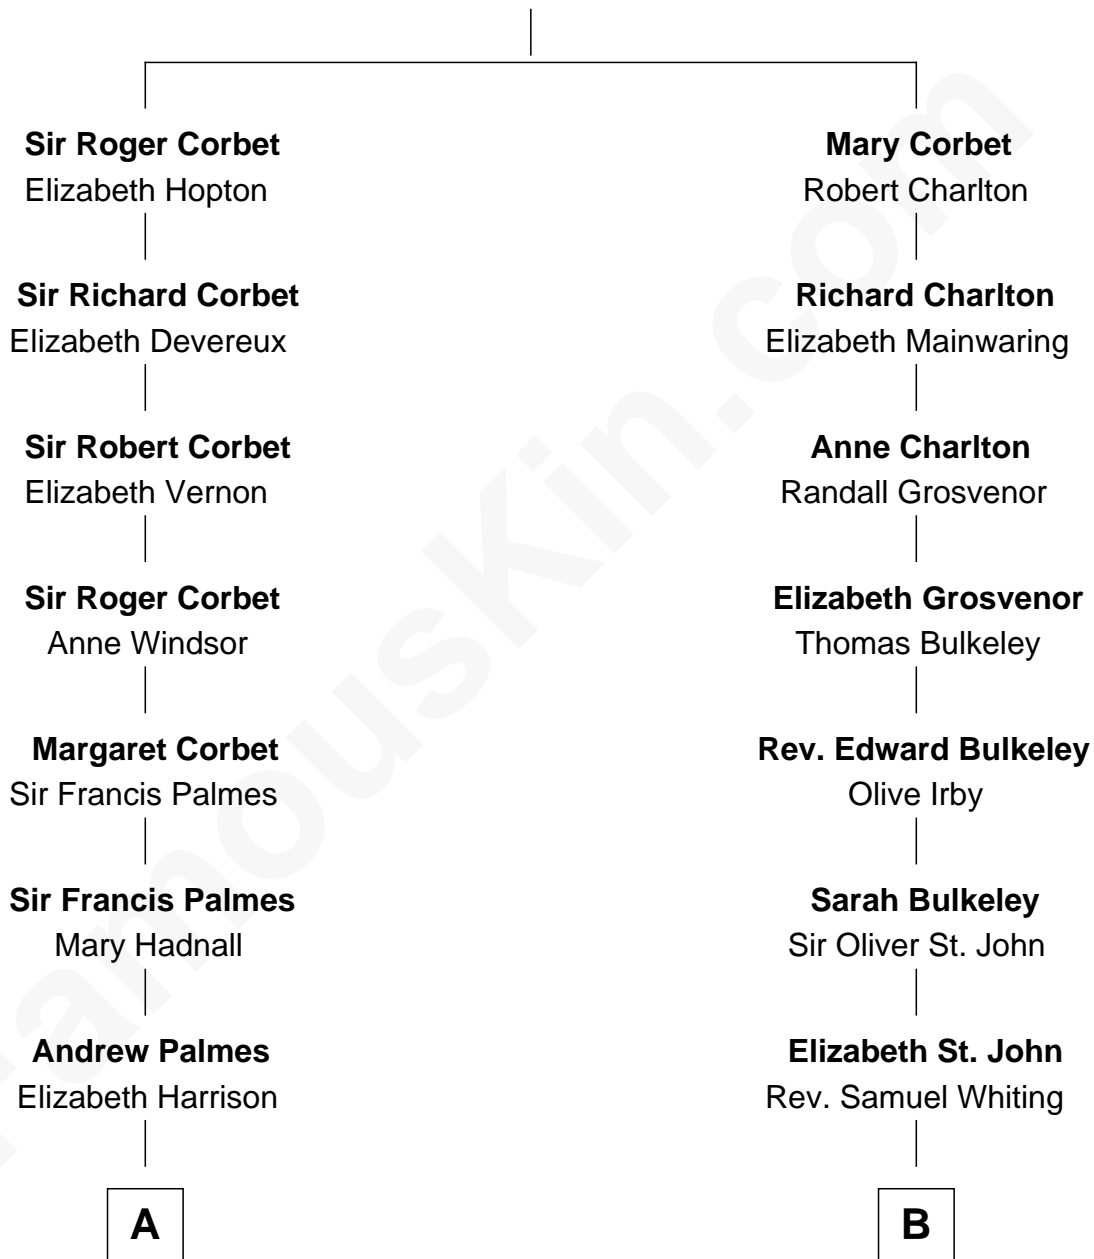 Sir Roger Corbet
Elizabeth Hopton
Sir Richard Corbet
Elizabeth Devereux
Sir Robert Corbet
Elizabeth Vernon
Sir Roger Corbet
Anne Windsor
Margaret Corbet
Sir Francis Palmes
Sir Francis Palmes
Mary Hadnall
Andrew Palmes
Elizabeth Harrison
A
Mary Corbet
Robert Charlton
Richard Charlton
Elizabeth Mainwaring
Anne Charlton
Randall Grosvenor
Elizabeth Grosvenor
Thomas Bulkeley
Rev. Edward Bulkeley
Olive Irby
Sarah Bulkeley
Sir Oliver St. John
Elizabeth St. John
Rev. Samuel Whiting
B
FamousKin.com